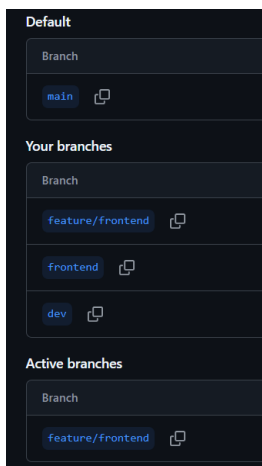 Default
Branch
main
Your branches
Branch
feature/frontend
frontend
dev
Active branches
Branch
feature/frontend